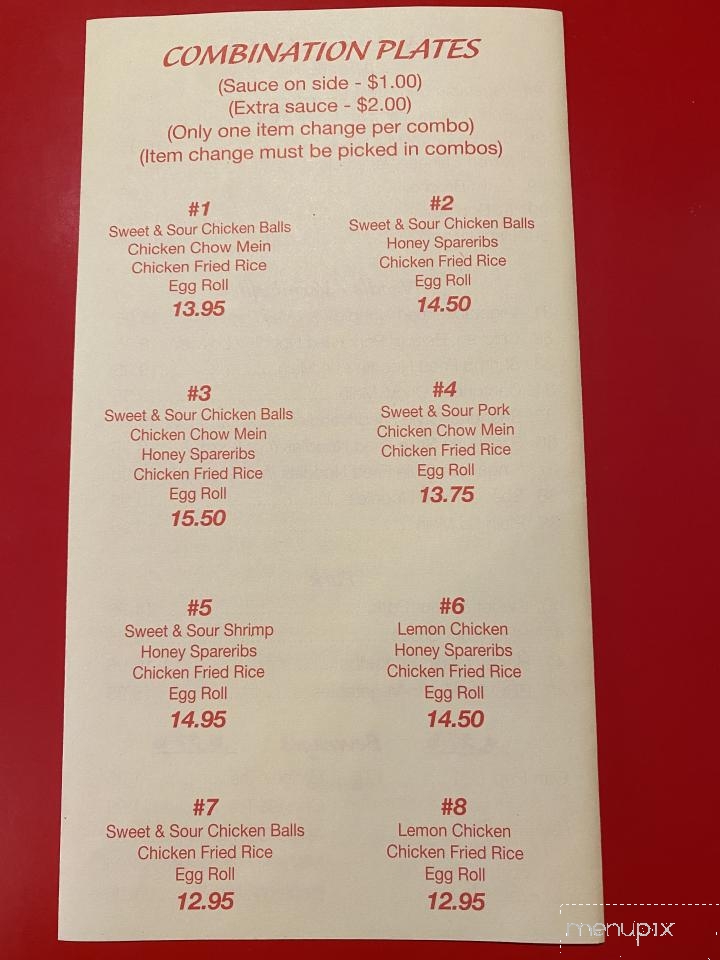 COMBINATION PLATES
(Sauce on side - $1.00)
(Extra sauce - $2.00)
(Only one item change per combo)
(Item change must be picked in combos)
#1
Sweet & Sour Chicken Balls
Chicken Chow Mein
Chicken Fried Rice
Egg Roll
13.95
#2
Sweet & Sour Chicken Balls
Honey Spareribs
Chicken Fried Rice
Egg Roll
14.50
#3
Sweet & Sour Chicken Balls
Chicken Chow Mein
Honey Spareribs
Chicken Fried Rice
Egg Roll
15.50
#4
Sweet & Sour Pork
Chicken Chow Mein
Chicken Fried Rice
Egg Roll
13.75
#5
Sweet & Sour Shrimp
Honey Spareribs
Chicken Fried Rice
Egg Roll
14.95
#6
Lemon Chicken
Honey Spareribs
Chicken Fried Rice
Egg Roll
14.50
#7
Sweet & Sour Chicken Balls
Chicken Fried Rice
Egg Roll
12.95
#8
Lemon Chicken
Chicken Fried Rice
Egg Roll
12.95
menupix